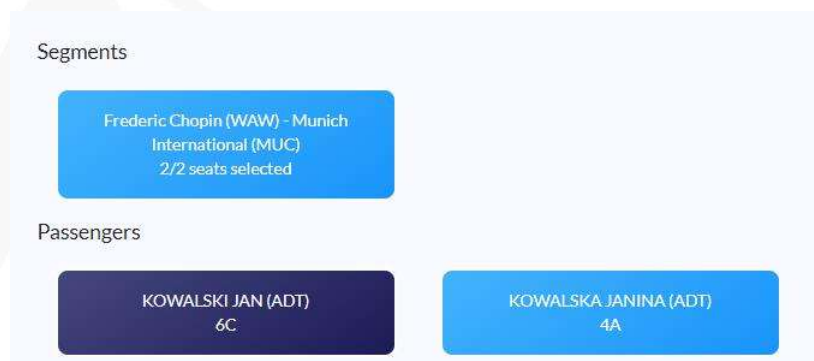 Segments
Frederic Chopin (WAW) - Munich
International (MUC)
2/2 seats selected
Passengers
KOWALSKI JAN (ADT)
6C
KOWALSKA JANINA (ADT)
4A